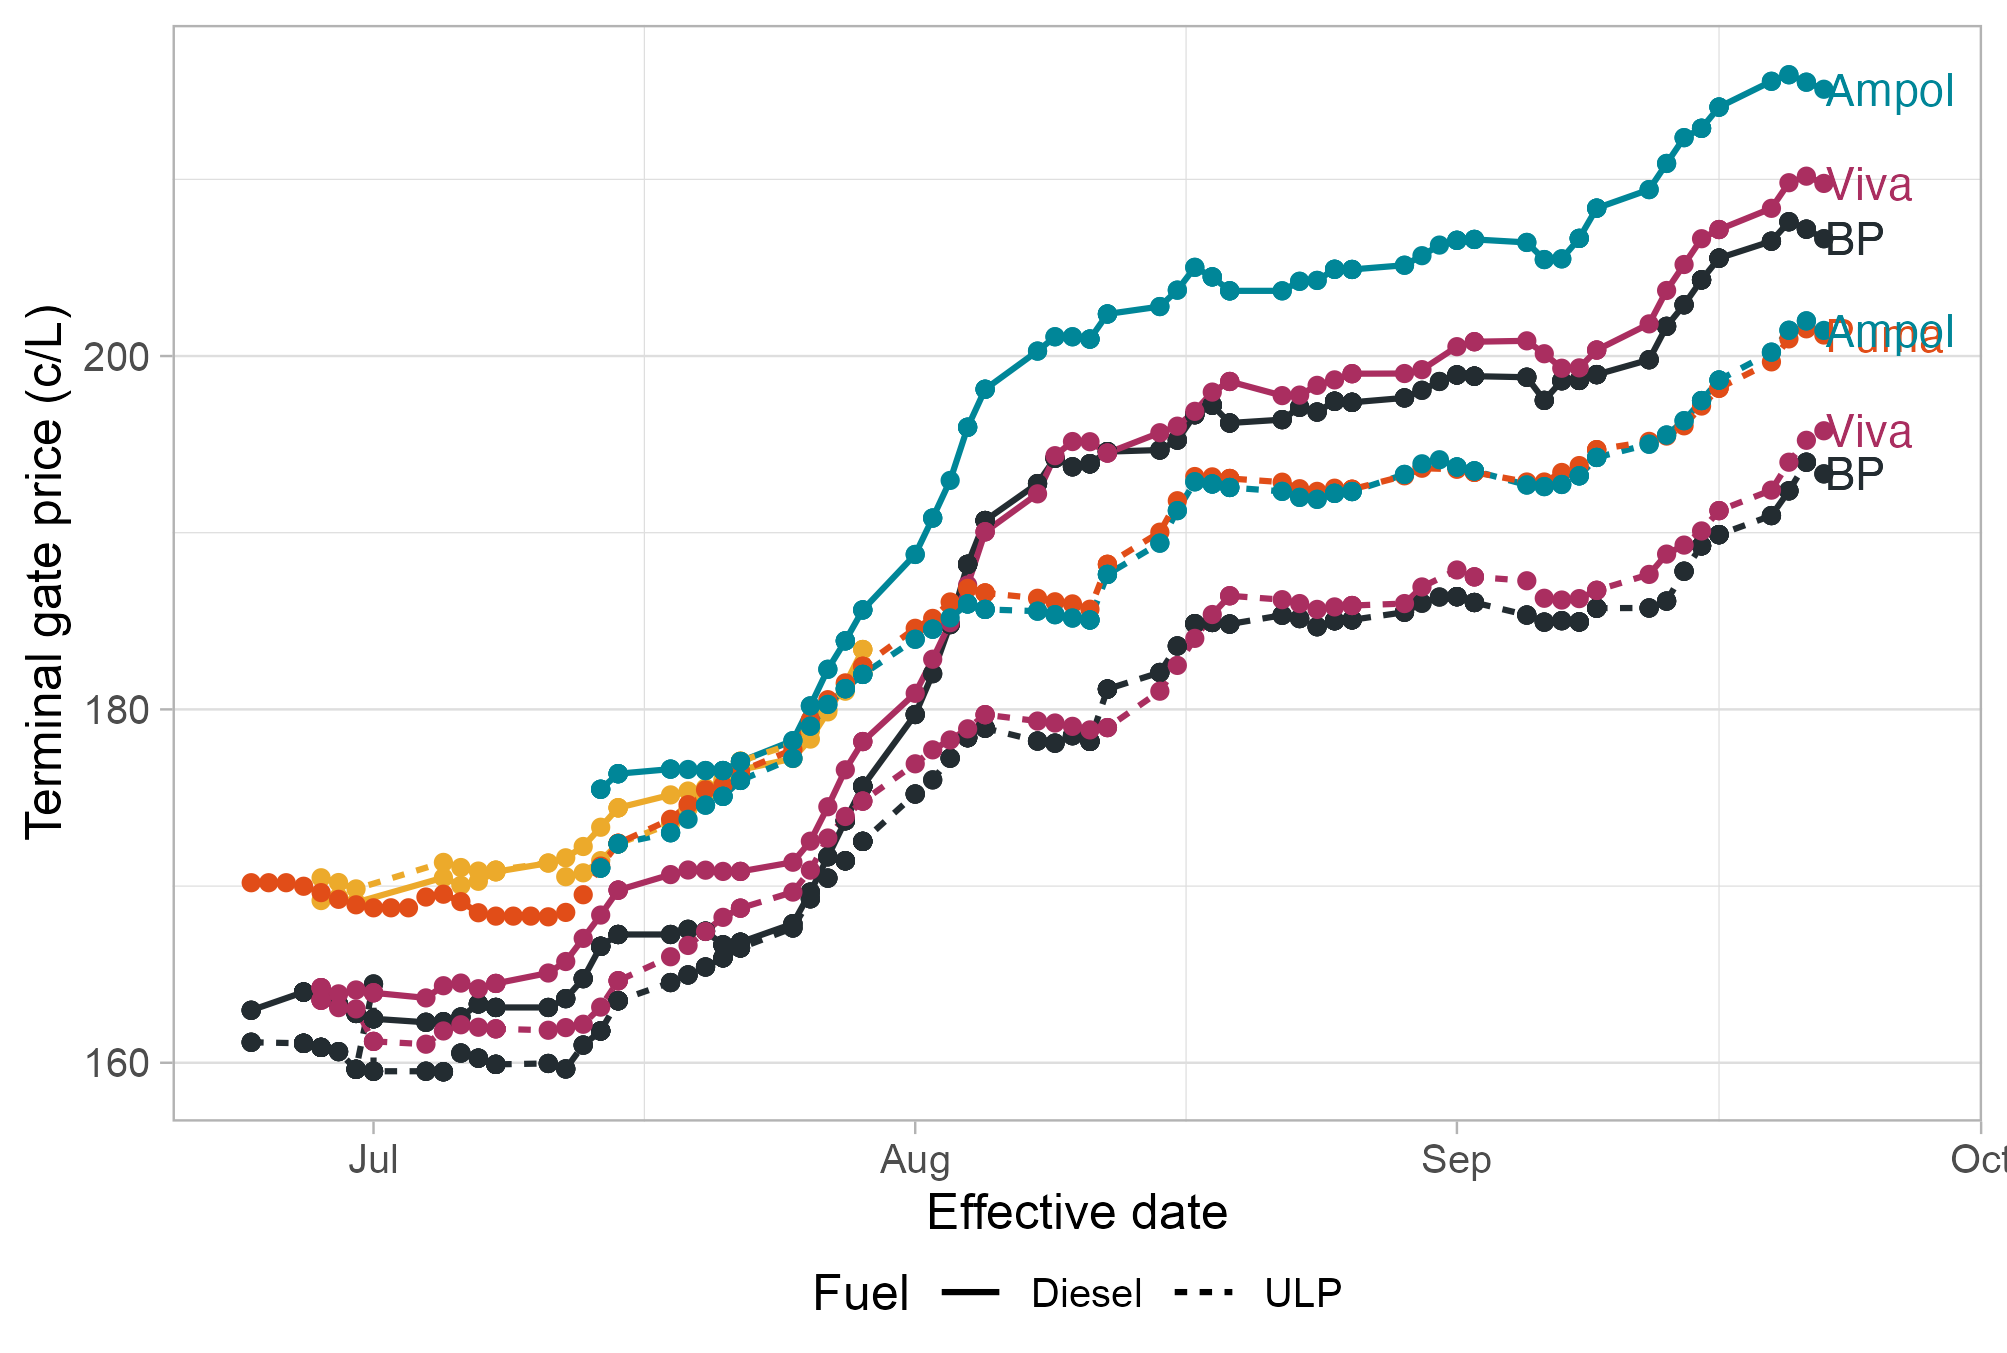 Terminal gate price (c/L)
200
180
160
Ampol
Viva
BP
Ampol
Puma
Viva
BP
Jul
Aug
Sep
Oct
Effective date
Fuel
Diesel
ULP